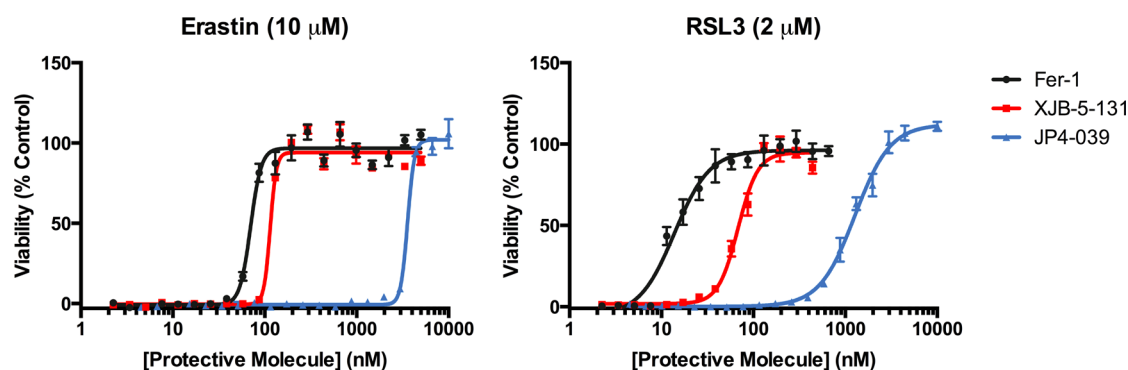 Erastin (10 μM)
Viability (% Control)
150
100
50
0
1
10
100
1000
10000
[Protective Molecule] (nM)
RSL3 (2 μM)
Viability (% Control)
150
100
50
0
1
10
100
1000
10000
[Protective Molecule] (nM)
Fer-1
XJB-5-131
JP4-039